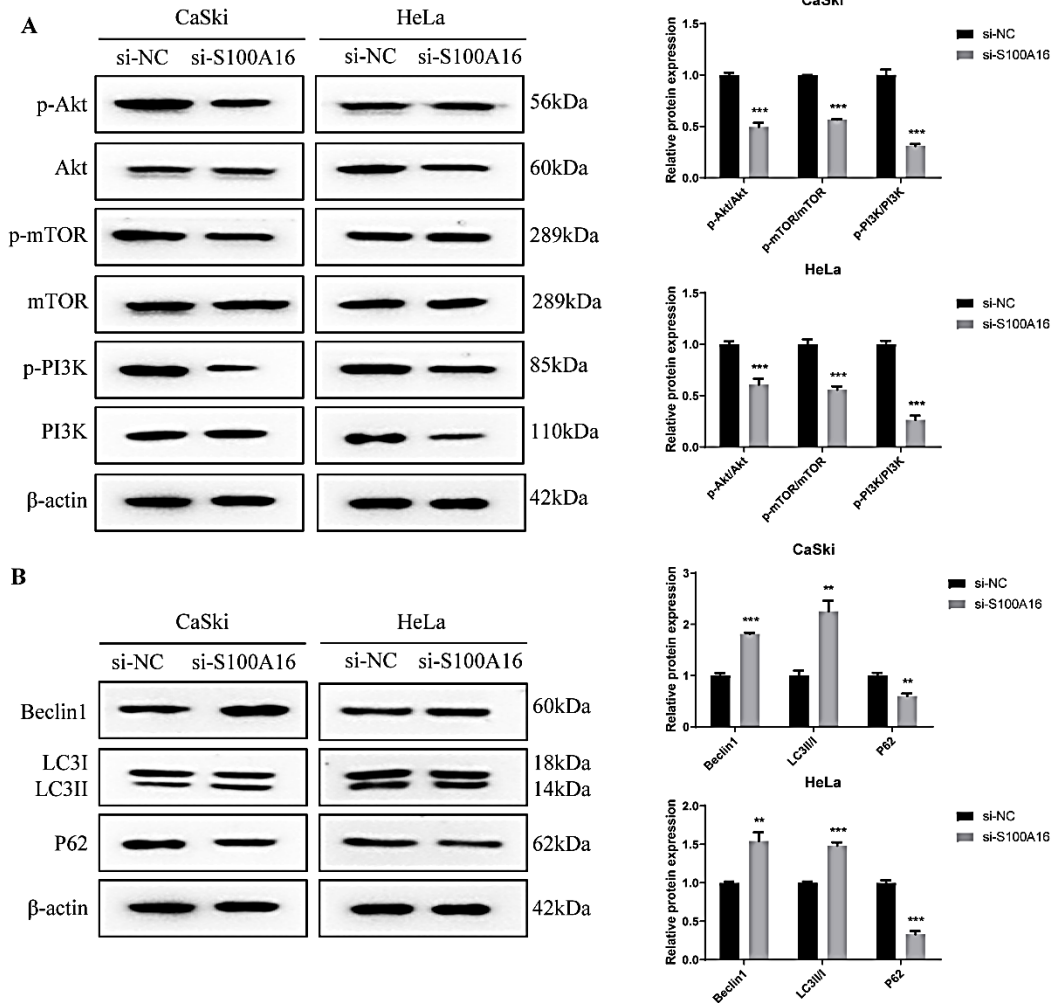 A
CaSki HeLa
si-NC si-S100A16 si-NC si-S100A16
p-Akt 56kDa
Akt 60kDa
p-mTOR 289kDa
mTOR 289kDa
p-PI3K 85kDa
PI3K 110kDa
β-actin 42kDa
CaSki
Relative protein expression
1.5
1.0
0.5
0.0
*** *** ***
p-Akt/Akt p-mTOR/mTOR p-PI3K/PI3K
si-NC
si-S100A16
HeLa
Relative protein expression
1.5
1.0
0.5
0.0
*** *** ***
p-Akt/Akt p-mTOR/mTOR p-PI3K/PI3K
si-NC
si-S100A16
B
CaSki HeLa
si-NC si-S100A16 si-NC si-S100A16
Beclin1 60kDa
LC3I 18kDa
LC3II 14kDa
P62 62kDa
β-actin 42kDa
CaSki
Relative protein expression
3
2
1
0
*** ** **
Beclin1 LC3II/I P62
si-NC
si-S100A16
HeLa
Relative protein expression
2.0
1.5
1.0
0.5
0.0
** *** ***
Beclin1 LC3II/I P62
si-NC
si-S100A16